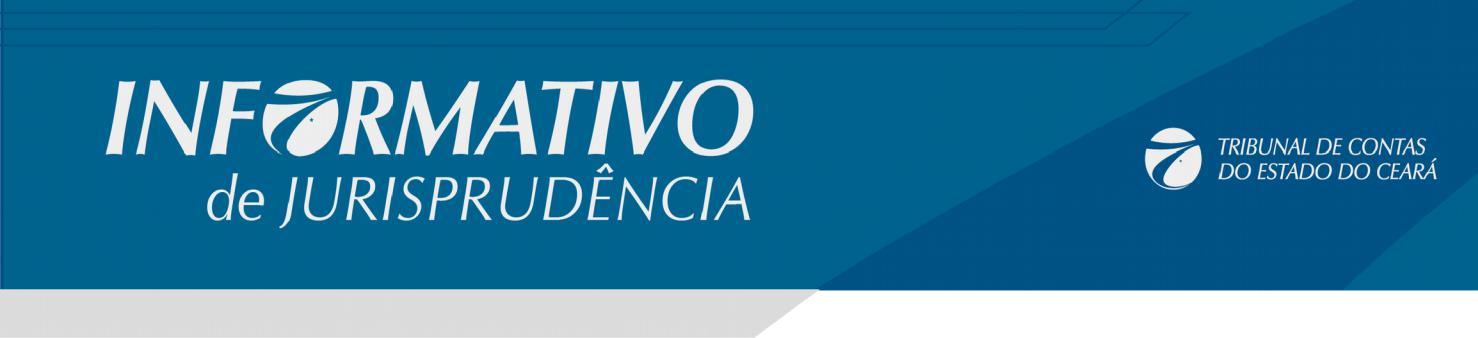 INFORMATIVO
de JURISPRUDÊNCIA
TRIBUNAL DE CONTAS
DO ESTADO DO CEARÁ